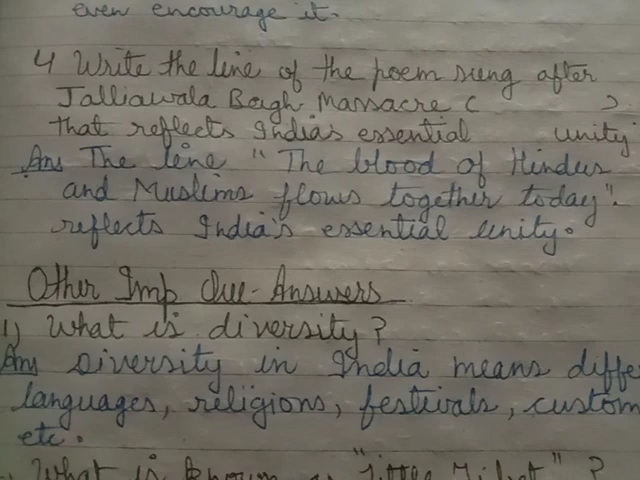 even encourage it.
4 Write the line of the poem sung after
Jalliawala Bagh Massacre ( )
that reflects India's essential unity
Ans The line "The blood of Hindus
and Muslims flows together today".
reflects India's essential unity.
Other Imp Que-Answers
1) What is diversity?
Ans Diversity in India means diffe
languages, religions, festivals, custom
etc.
What is known as "Little Tibet"?